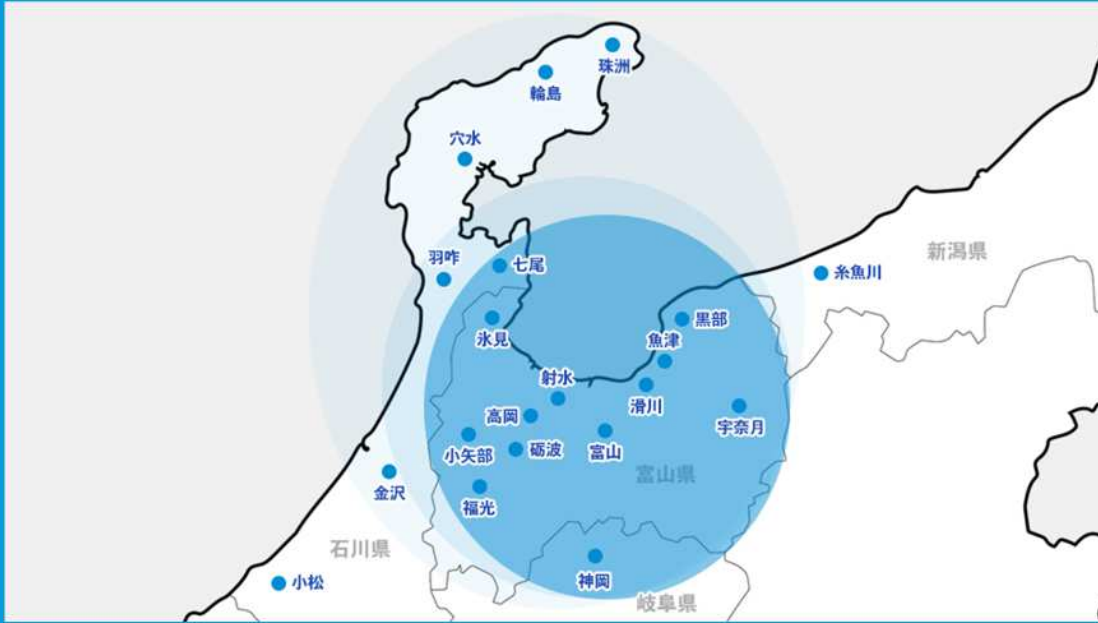 珠洲
輪島
穴水
新潟県
羽咋
七尾
糸魚川
氷見
黒部
魚津
射水
滑川
高岡
宇奈月
小矢部
砺波
富山
富山県
金沢
福光
石川県
小松
神岡
岐阜県